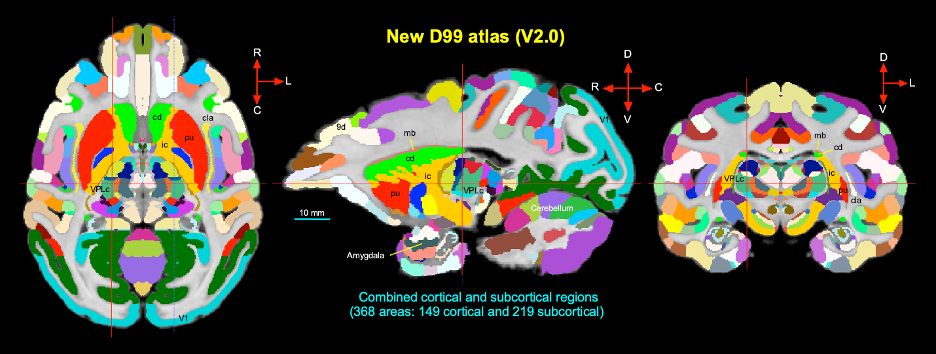 New D99 atlas (V2.0)
R
L
C
cd
cla
pu
ic
VPLc
V1
D
R
C
V
V1
9d
mb
cd
ic
pu
VPLc
10 mm
Cerebellum
Amygdala
D
L
V
mb
cd
VPLc
ic
pu
cla
Combined cortical and subcortical regions
(368 areas: 149 cortical and 219 subcortical)